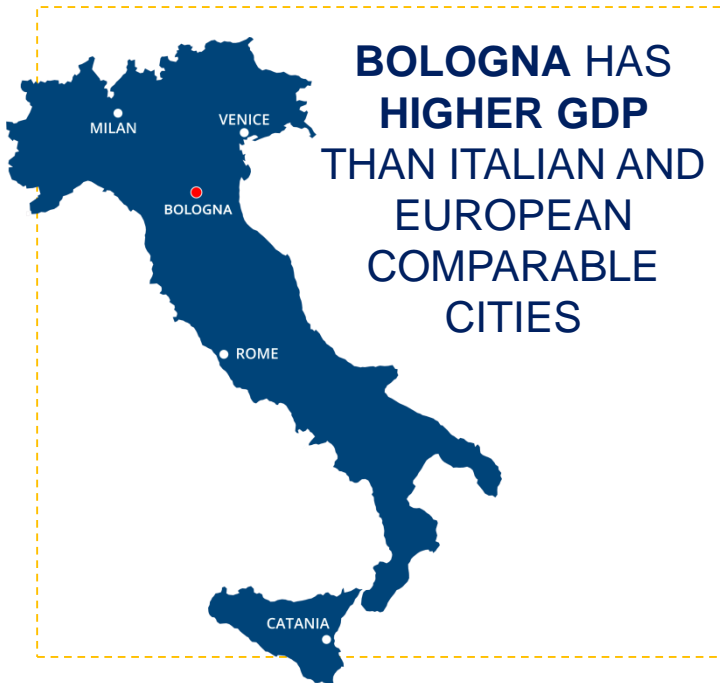 BOLOGNA HAS
HIGHER GDP
THAN ITALIAN AND
EUROPEAN
COMPARABLE
CITIES
MILAN
VENICE
BOLOGNA
ROME
CATANIA